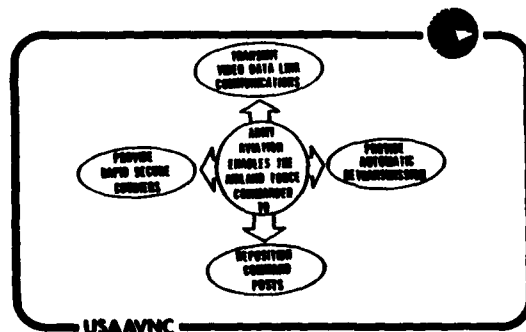 TRANSMIT
VIDEO DATA LINK
COMMUNICATIONS
ARMY
AVIATION
ENABLES THE
AIRLAND FORCE
COMMANDER
TO
PROVIDE
RAPID SECURE
COURIERS
PROVIDE
AUTOMATIC
RETRANSMISSION
REPOSITION
COMMAND
POSTS
USAAVNC